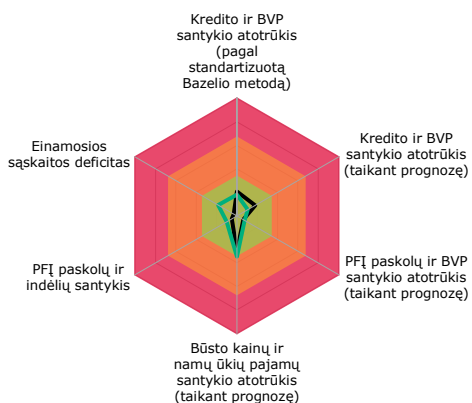 Kredito ir BVP
santykio atotrūkis
(pagal
standartizuotą
Bazelio metodą)
Kredito ir BVP
santykio atotrūkis
(taikant prognozę)
PFĮ paskolų ir BVP
santykio atotrūkis
(taikant prognozę)
Būsto kainų ir
namų ūkių pajamų
santykio atotrūkis
(taikant prognozę)
PFĮ paskolų ir
indėlių santykis
Einamosios
sąskaitos deficitas